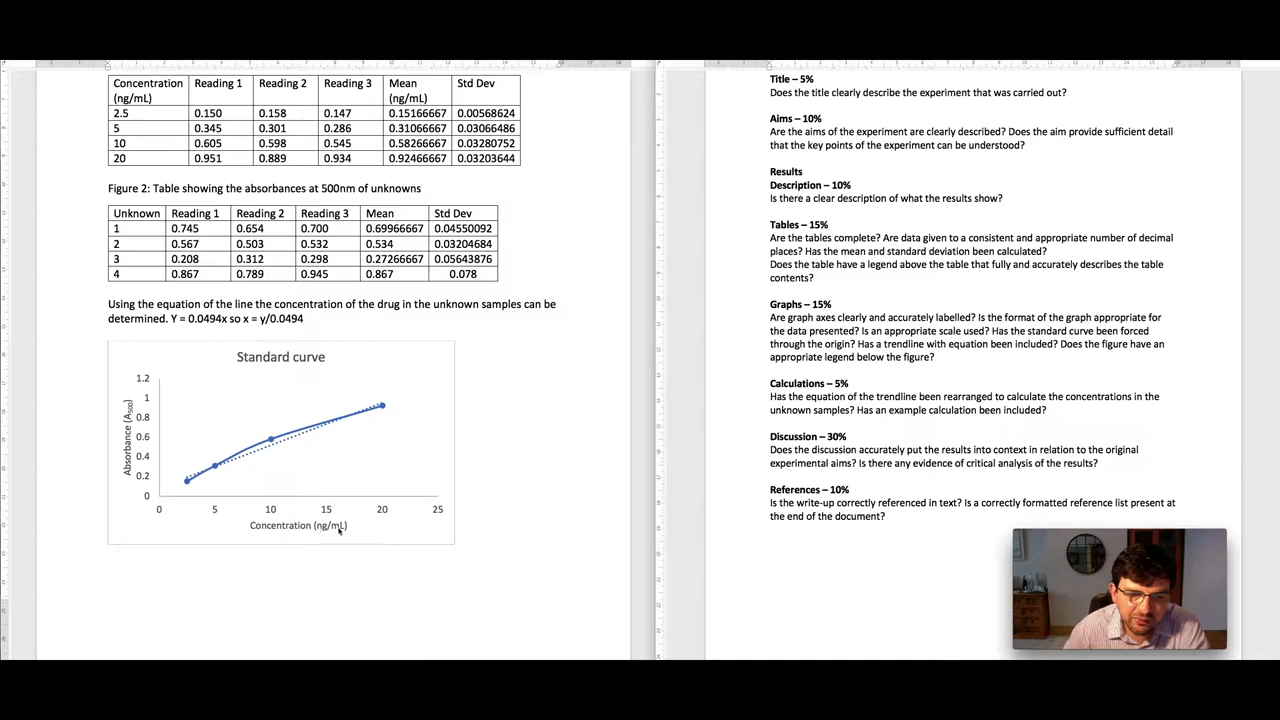 Concentration (ng/mL) Reading 1 Reading 2 Reading 3 Mean (ng/mL) Std Dev
2.5 0.150 0.158 0.147 0.15166667 0.00568624
5 0.345 0.301 0.286 0.31066667 0.03066486
10 0.605 0.598 0.545 0.58266667 0.03280752
20 0.951 0.889 0.934 0.92466667 0.03203644
Figure 2: Table showing the absorbances at 500nm of unknowns
Unknown Reading 1 Reading 2 Reading 3 Mean Std Dev
1 0.745 0.654 0.700 0.69966667 0.04550092
2 0.567 0.503 0.532 0.534 0.03204684
3 0.208 0.312 0.298 0.27266667 0.05643876
4 0.867 0.789 0.945 0.867 0.078
Using the equation of the line the concentration of the drug in the unknown samples can be
determined. Y = 0.0494x so x = y/0.0494
Standard curve
1.2
1
0.8
0.6
0.4
0.2
0
Absorbance (A500)
0 5 10 15 20 25
Concentration (ng/mL)
Title – 5%
Does the title clearly describe the experiment that was carried out?
Aims – 10%
Are the aims of the experiment are clearly described? Does the aim provide sufficient detail
that the key points of the experiment can be understood?
Results
Description – 10%
Is there a clear description of what the results show?
Tables – 15%
Are the tables complete? Are data given to a consistent and appropriate number of decimal
places? Has the mean and standard deviation been calculated?
Does the table have a legend above the table that fully and accurately describes the table
contents?
Graphs – 15%
Are graph axes clearly and accurately labelled? Is the format of the graph appropriate for
the data presented? Is an appropriate scale used? Has the standard curve been forced
through the origin? Has a trendline with equation been included? Does the figure have an
appropriate legend below the figure?
Calculations – 5%
Has the equation of the trendline been rearranged to calculate the concentrations in the
unknown samples? Has an example calculation been included?
Discussion – 30%
Does the discussion accurately put the results into context in relation to the original
experimental aims? Is there any evidence of critical analysis of the results?
References – 10%
Is the write-up correctly referenced in text? Is a correctly formatted reference list present at
the end of the document?